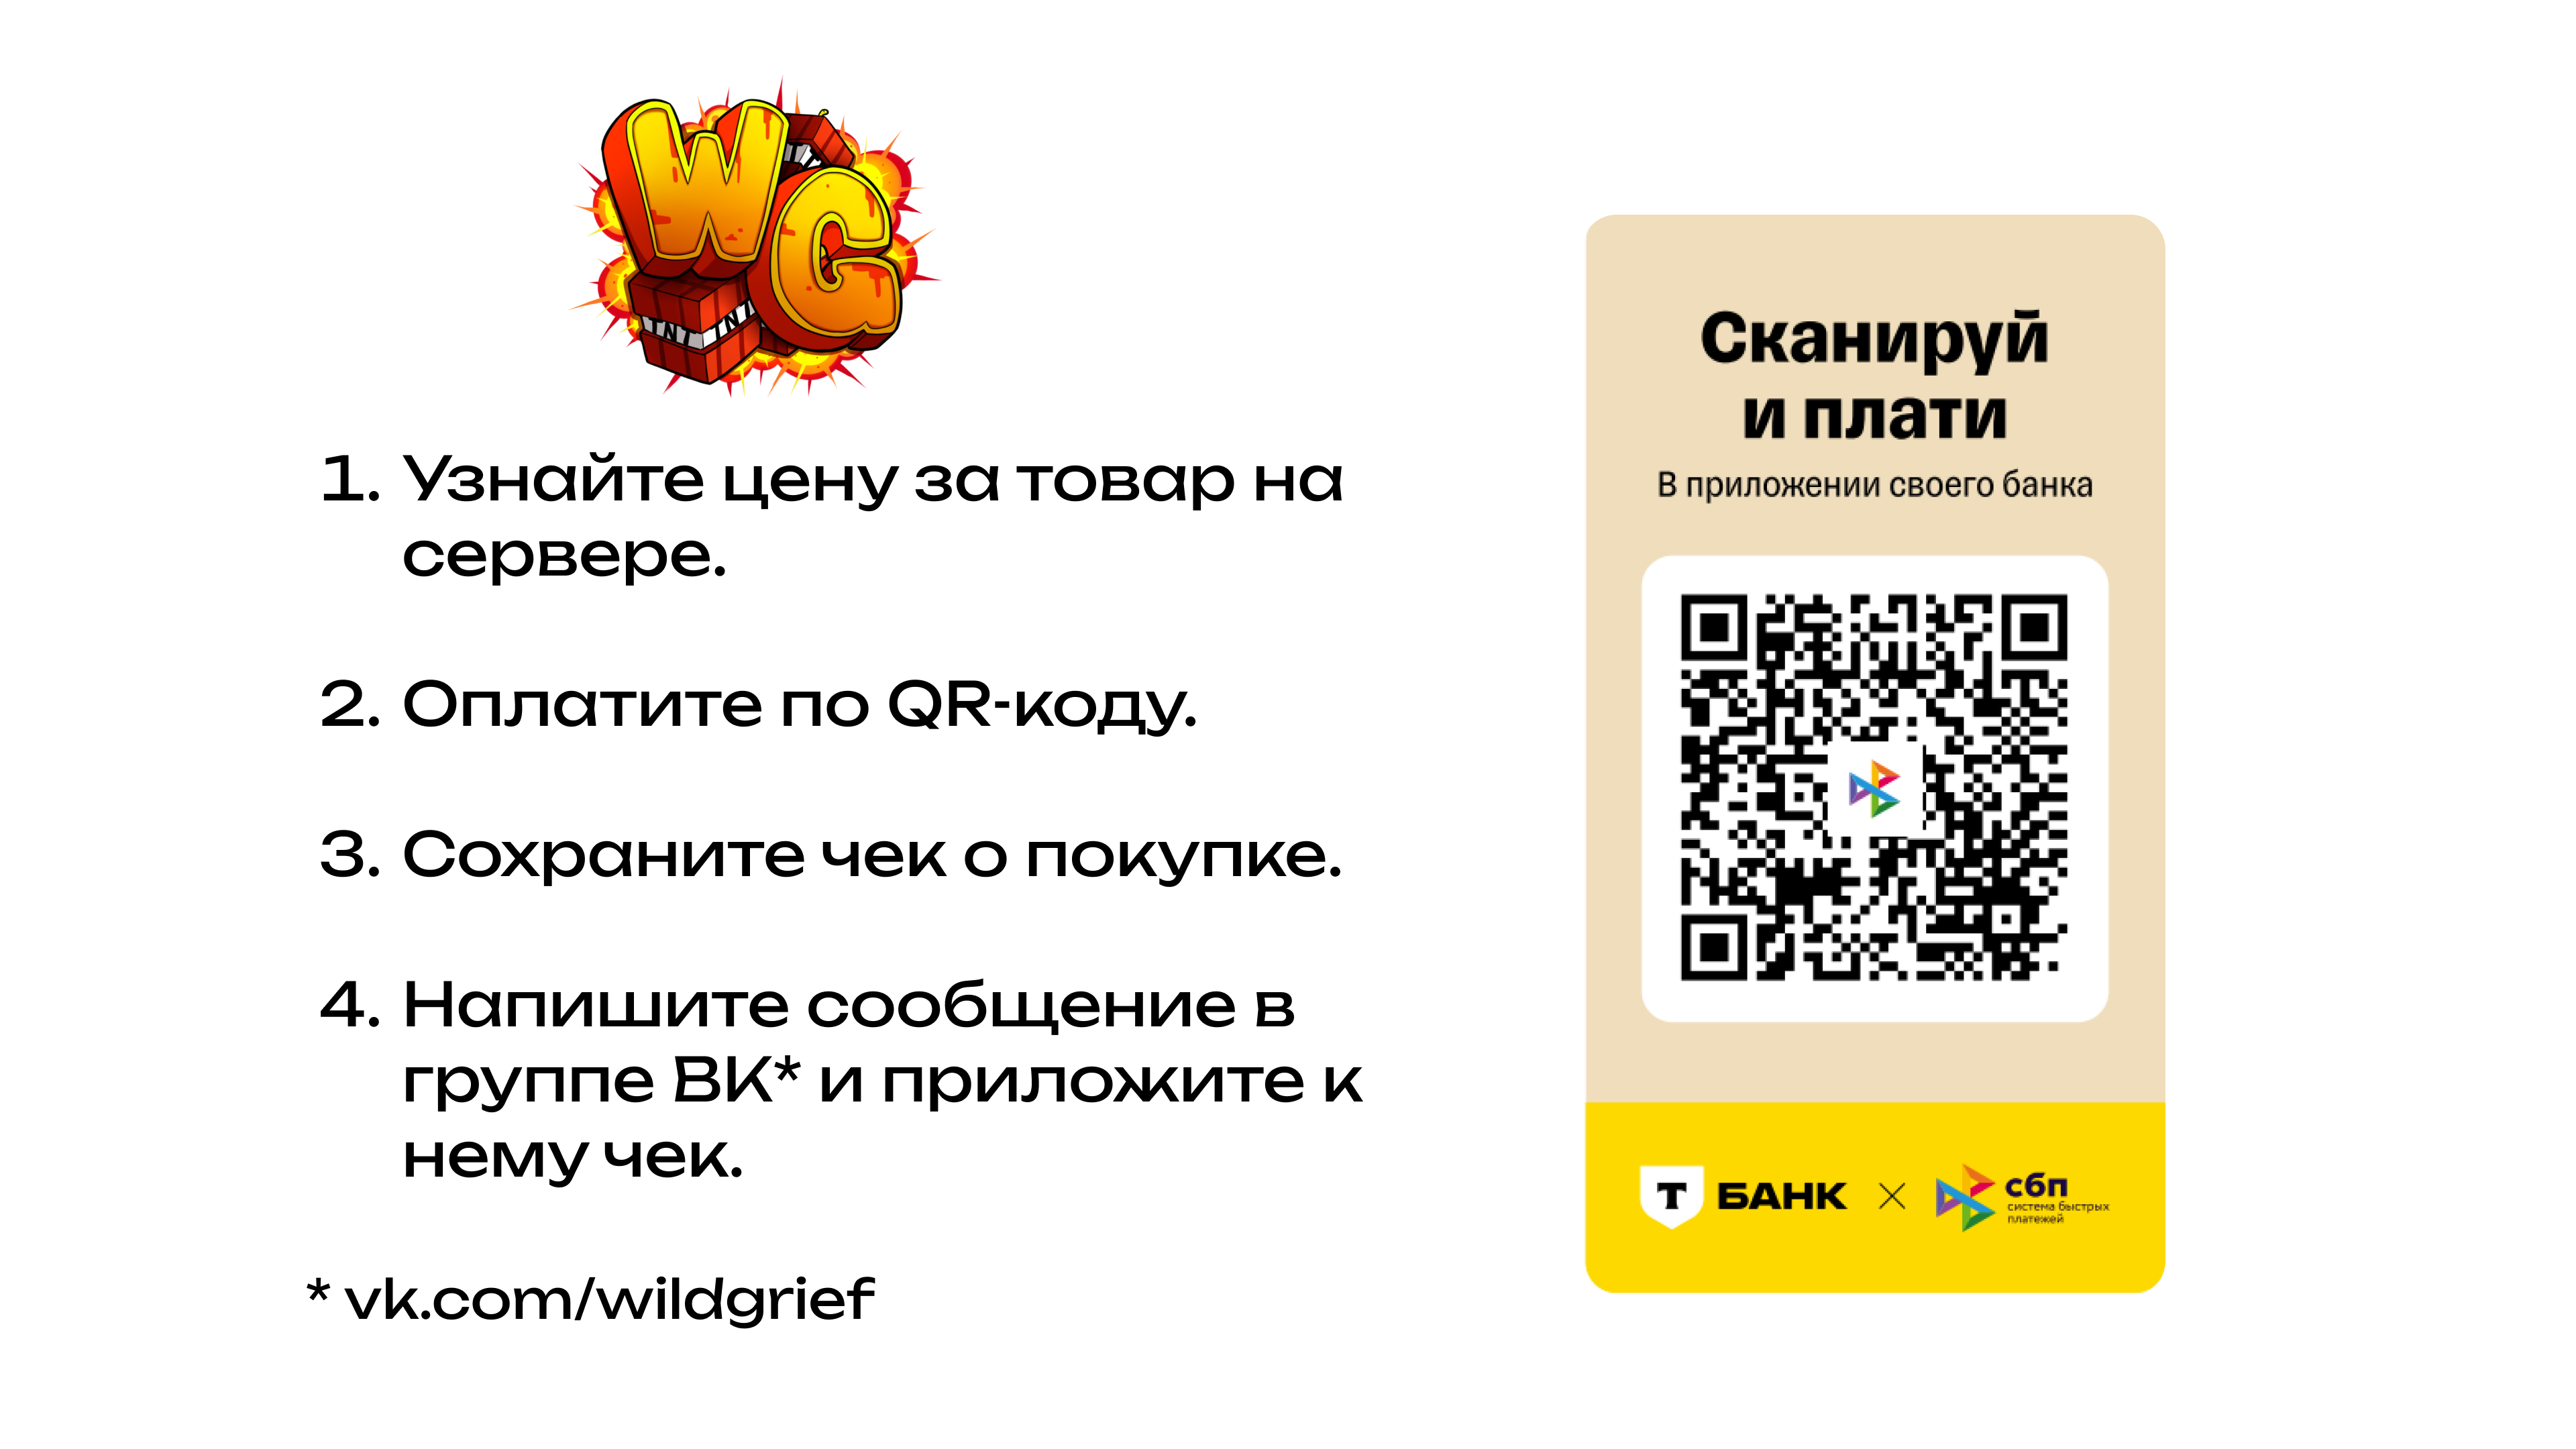 WG
TNT TNT
1. Узнайте цену за товар на
сервере.
2. Оплатите по QR-коду.
3. Сохраните чек о покупке.
4. Напишите сообщение в
группе ВК* и приложите к
нему чек.
* vk.com/wildgrief
Сканируй
и плати
В приложении своего банка
Т БАНК × сбп
система быстрых
платежей